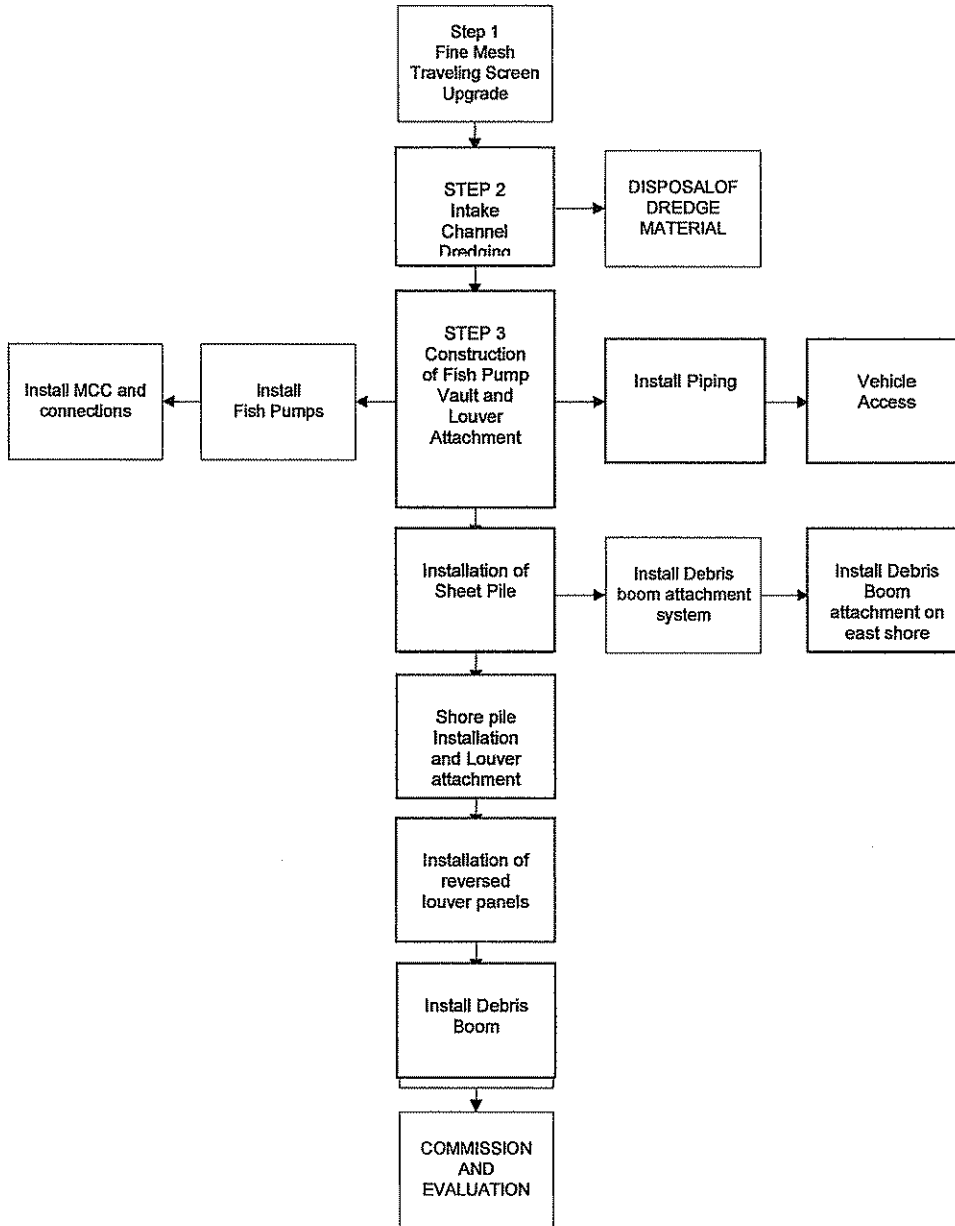 Step 1
Fine Mesh
Traveling Screen
Upgrade
STEP 2
Intake
Channel
Dredging
DISPOSALOF
DREDGE
MATERIAL
STEP 3
Construction
of Fish Pump
Vault and
Louver
Attachment
Install MCC and
connections
Install
Fish Pumps
Install Piping
Vehicle
Access
Installation of
Sheet Pile
Install Debris
boom attachment
system
Install Debris
Boom
attachment on
east shore
Shore pile
Installation
and Louver
attachment
Installation of
reversed
louver panels
Install Debris
Boom
COMMISSION
AND
EVALUATION